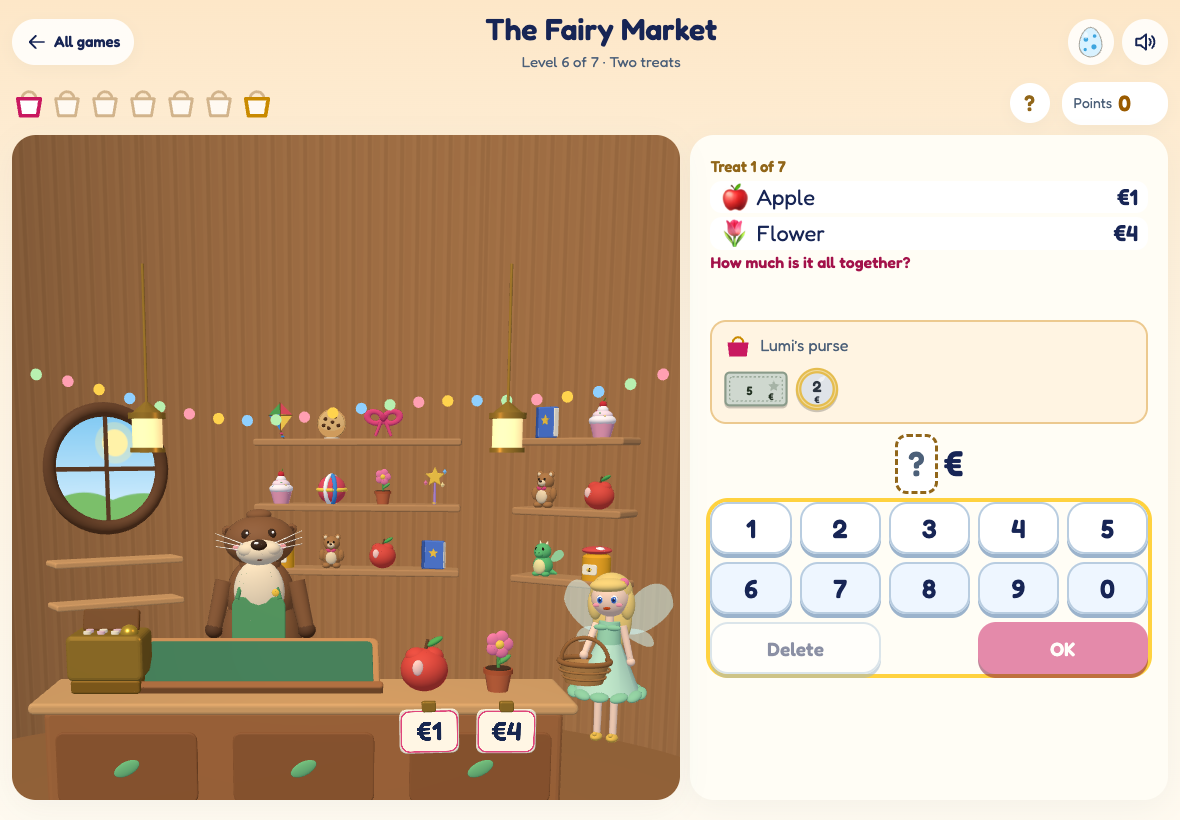 All games
The Fairy Market
Level 6 of 7 · Two treats
?
Points 0
Treat 1 of 7
Apple €1
Flower €4
How much is it all together?
Lumi's purse
5 €
2 €
? €
1 2 3 4 5
6 7 8 9 0
Delete OK
€1 €4